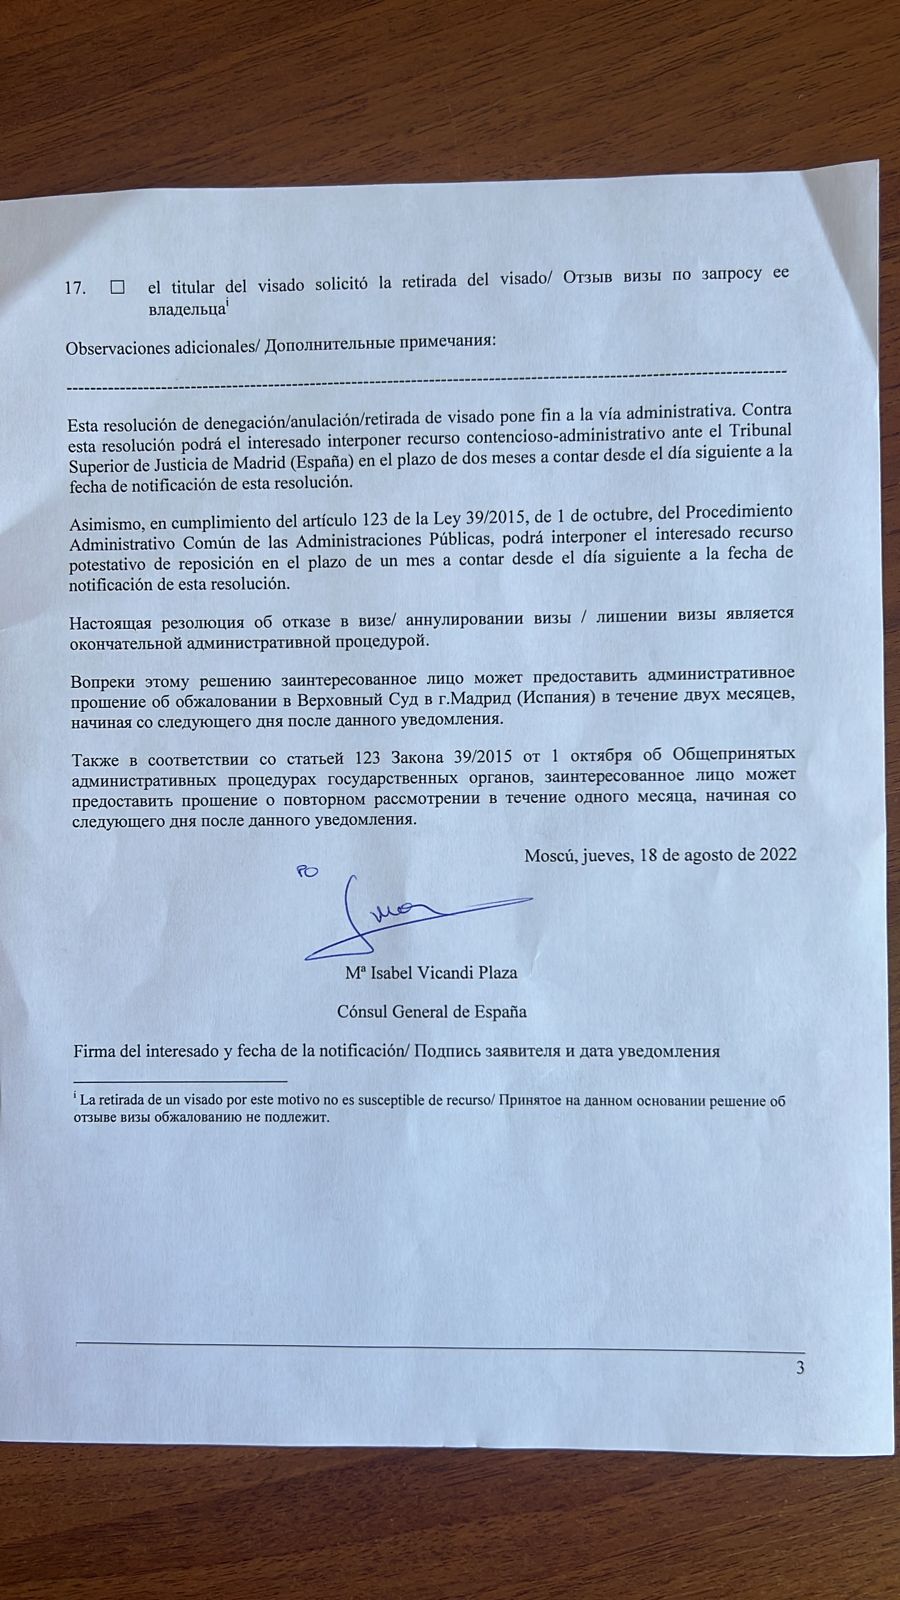 17. ☐ el titular del visado solicitó la retirada del visado/ Отзыв визы по запросу ее
владельцаⁱ
Observaciones adicionales/ Дополнительные примечания:
------------------------------------------------------------------------------------------------------------------------
Esta resolución de denegación/anulación/retirada de visado pone fin a la vía administrativa. Contra
esta resolución podrá el interesado interponer recurso contencioso-administrativo ante el Tribunal
Superior de Justicia de Madrid (España) en el plazo de dos meses a contar desde el día siguiente a la
fecha de notificación de esta resolución.
Asimismo, en cumplimiento del artículo 123 de la Ley 39/2015, de 1 de octubre, del Procedimiento
Administrativo Común de las Administraciones Públicas, podrá interponer el interesado recurso
potestativo de reposición en el plazo de un mes a contar desde el día siguiente a la fecha de
notificación de esta resolución.
Настоящая резолюция об отказе в визе/ аннулировании визы / лишении визы является
окончательной административной процедурой.
Вопреки этому решению заинтересованное лицо может предоставить административное
прошение об обжаловании в Верховный Суд в г.Мадрид (Испания) в течение двух месяцев,
начиная со следующего дня после данного уведомления.
Также в соответствии со статьей 123 Закона 39/2015 от 1 октября об Общепринятых
административных процедурах государственных органов, заинтересованное лицо может
предоставить прошение о повторном рассмотрении в течение одного месяца, начиная со
следующего дня после данного уведомления.
Moscú, jueves, 18 de agosto de 2022
PO
Mª Isabel Vicandi Plaza
Cónsul General de España
Firma del interesado y fecha de la notificación/ Подпись заявителя и дата уведомления
ⁱ La retirada de un visado por este motivo no es susceptible de recurso/ Принятое на данном основании решение об
отзыве визы обжалованию не подлежит.
3